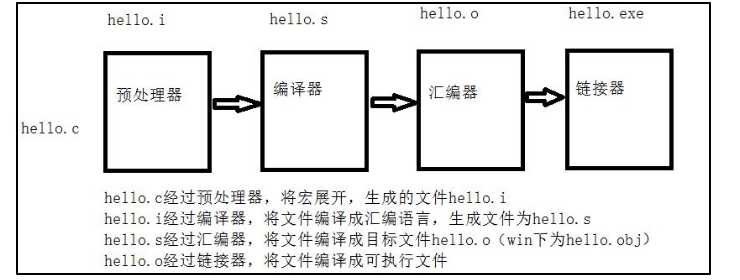 hello.i hello.s hello.o hello.exe
预处理器 编译器 汇编器 链接器
hello.c
hello.c经过预处理器，将宏展开，生成的文件hello.i
hello.i经过编译器，将文件编译成汇编语言，生成文件为hello.s
hello.s经过汇编器，将文件编译成目标文件hello.o（win下为hello.obj）
hello.o经过链接器，将文件编译成可执行文件